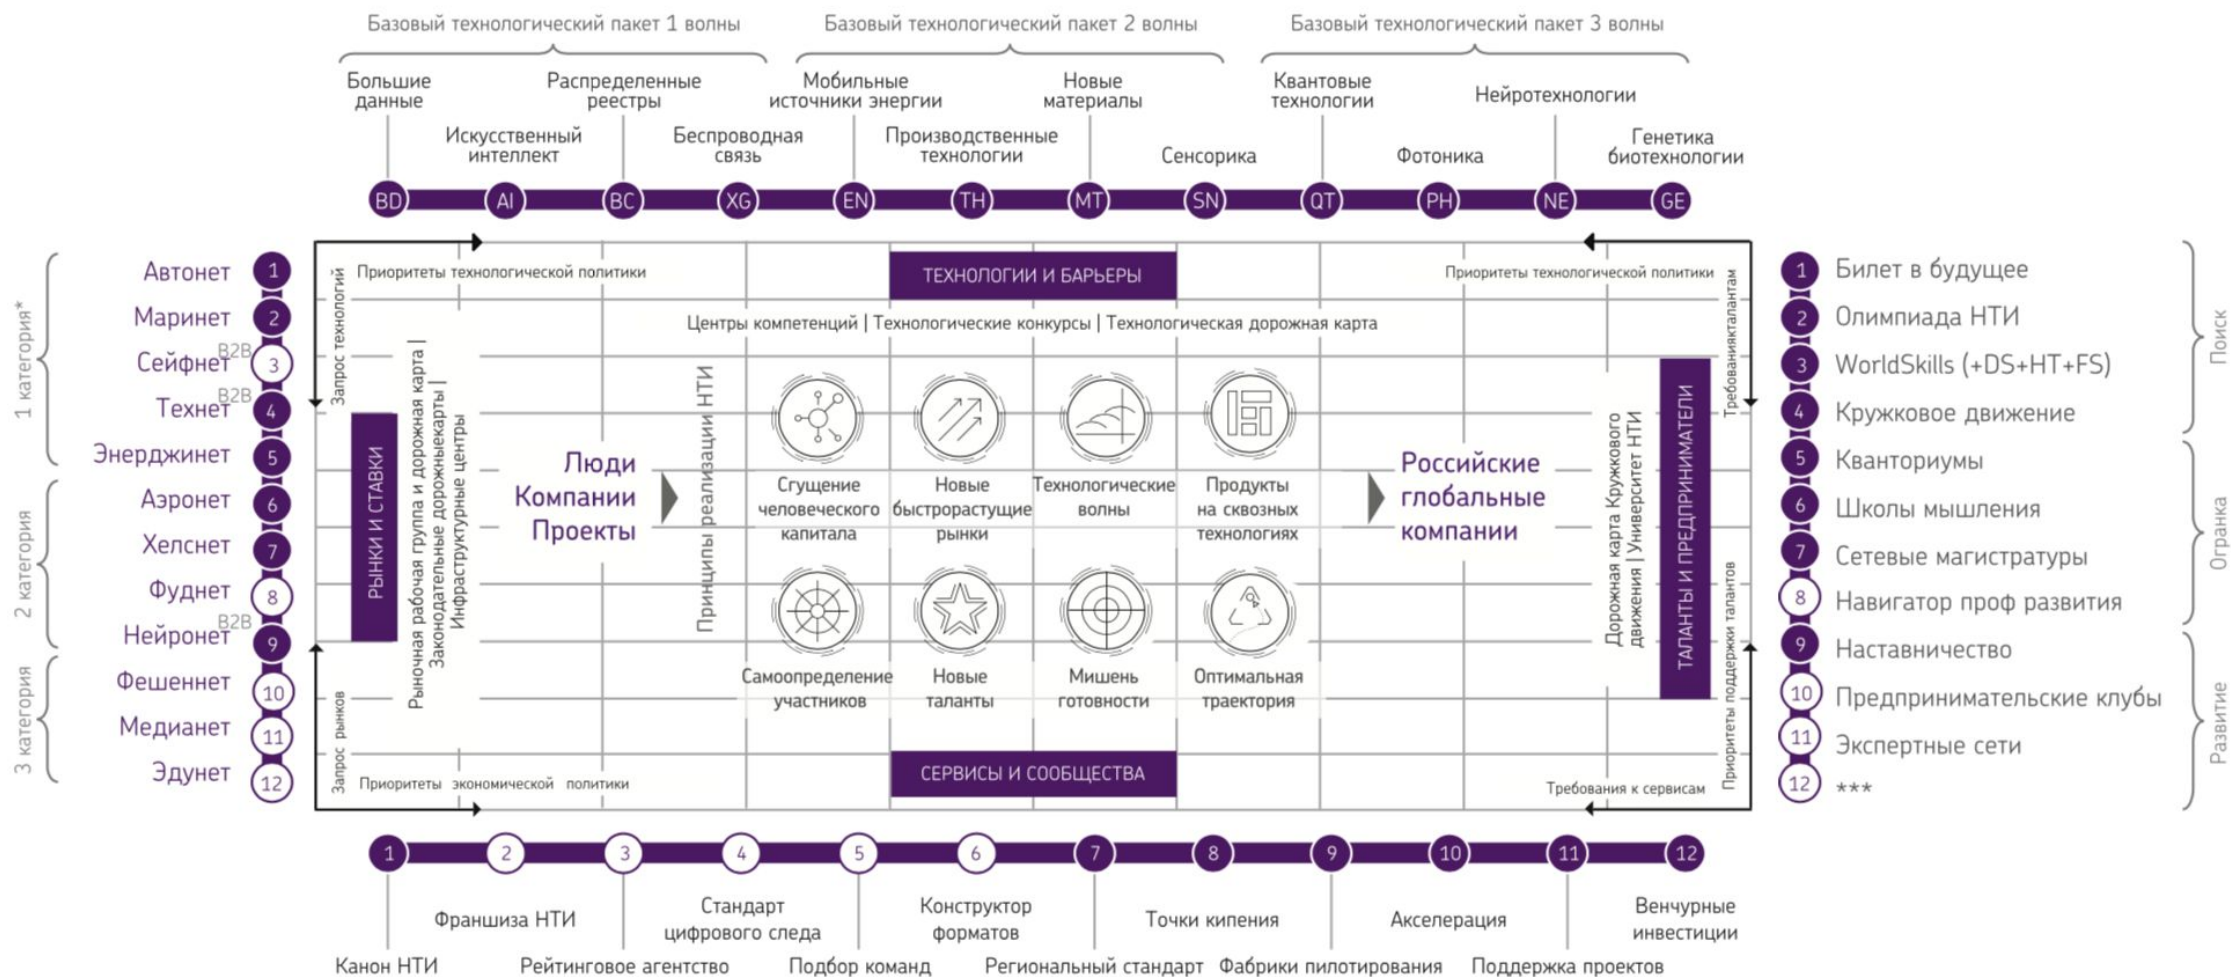 Базовый технологический пакет 1 волны
Базовый технологический пакет 2 волны
Базовый технологический пакет 3 волны
Большие
данные
Искусственный
интеллект
Распределенные
реестры
Беспроводная
связь
Мобильные
источники энергии
Производственные
технологии
Новые
материалы
Сенсорика
Квантовые
технологии
Фотоника
Нейротехнологии
Генетика
биотехнологии
BD AI BC XG EN TH MT SN QT PH NE GE
1 категория*
2 категория
3 категория
Автонет 1
Маринет 2
B2B
Сейфнет 3
B2B
Технет 4
Энерджинет 5
Аэронет 6
Хелснет 7
Фуднет 8
B2B
Нейронет 9
Фешеннет 10
Медианет 11
Эдунет 12
Запрос технологий
Приоритеты технологической политики
ТЕХНОЛОГИИ И БАРЬЕРЫ
Приоритеты технологической политики
Требованиякталантам
Центры компетенций | Технологические конкурсы | Технологическая дорожная карта
РЫНКИ И СТАВКИ
Рыночная рабочая группа и дорожная карта |
Законодательные дорожныекарты |
Инфраструктурные центры
Люди
Компании
Проекты
Принципы реализации НТИ
Сгущение
человеческого
капитала
Новые
быстрорастущие
рынки
Технологические
волны
Продукты
на сквозных
технологиях
Самоопределение
участников
Новые
таланты
Мишень
готовности
Оптимальная
траектория
Российские
глобальные
компании
Дорожная карта Кружкового
движения | Университет НТИ
ТАЛАНТЫ И ПРЕДПРИНИМАТЕЛИ
Запрос рынков
Приоритеты экономической политики
СЕРВИСЫ И СООБЩЕСТВА
Требования к сервисам
Приоритеты поддержки талантов
1 Билет в будущее
2 Олимпиада НТИ
3 WorldSkills (+DS+HT+FS)
4 Кружковое движение
5 Кванториумы
6 Школы мышления
7 Сетевые магистратуры
8 Навигатор проф развития
9 Наставничество
10 Предпринимательские клубы
11 Экспертные сети
12 ***
Поиск
Огранка
Развитие
1 2 3 4 5 6 7 8 9 10 11 12
Канон НТИ
Франшиза НТИ
Рейтинговое агентство
Стандарт
цифрового следа
Подбор команд
Конструктор
форматов
Региональный стандарт
Точки кипения
Фабрики пилотирования
Акселерация
Поддержка проектов
Венчурные
инвестиции